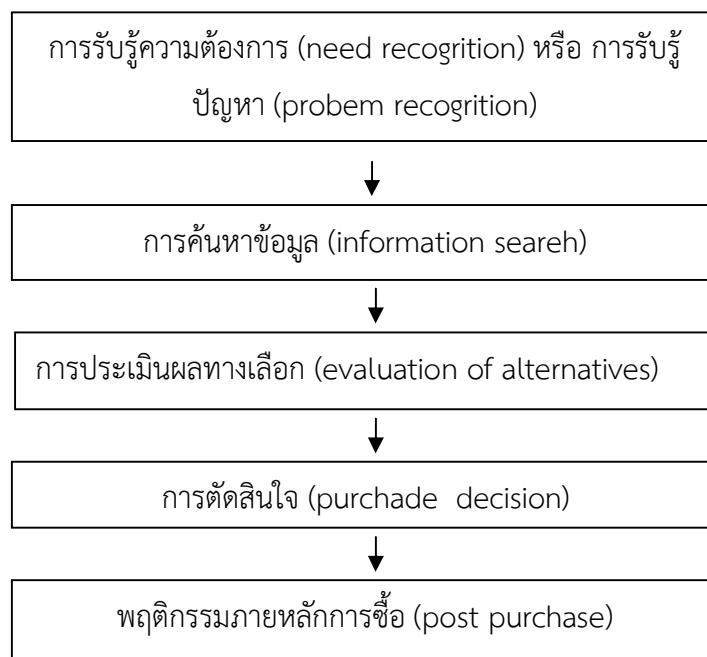 การรับรู้ความต้องการ (need recogrition) หรือ การรับรู้
ปัญหา (probem recogrition)
การค้นหาข้อมูล (information seareh)
การประเมินผลทางเลือก (evaluation of alternatives)
การตัดสินใจ (purchade decision)
พฤติกรรมภายหลักการซื้อ (post purchase)